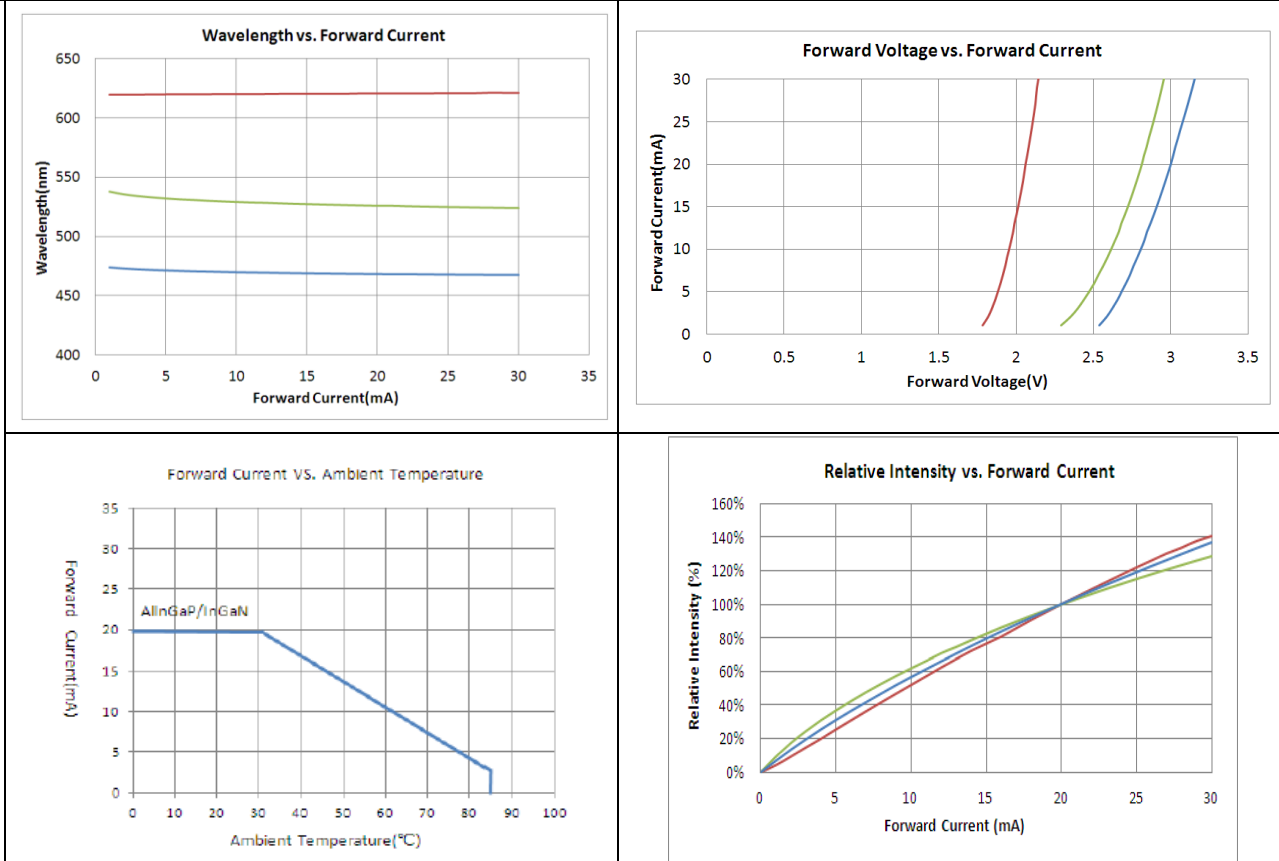 Wavelength vs. Forward Current
650
600
550
500
450
400
Wavelength(nm)
0 5 10 15 20 25 30 35
Forward Current(mA)
Forward Voltage vs. Forward Current
30
25
20
15
10
5
0
Forward Current(mA)
0 0.5 1 1.5 2 2.5 3 3.5
Forward Voltage(V)
Forward Current VS. Ambient Temperature
35
30
25
20
15
10
5
0
Forward Current(mA)
AlInGaP/InGaN
0 10 20 30 40 50 60 70 80 90 100
Ambient Temperature(℃)
Relative Intensity vs. Forward Current
160%
140%
120%
100%
80%
60%
40%
20%
0%
Relative Intensity (%)
0 5 10 15 20 25 30
Forward Current (mA)